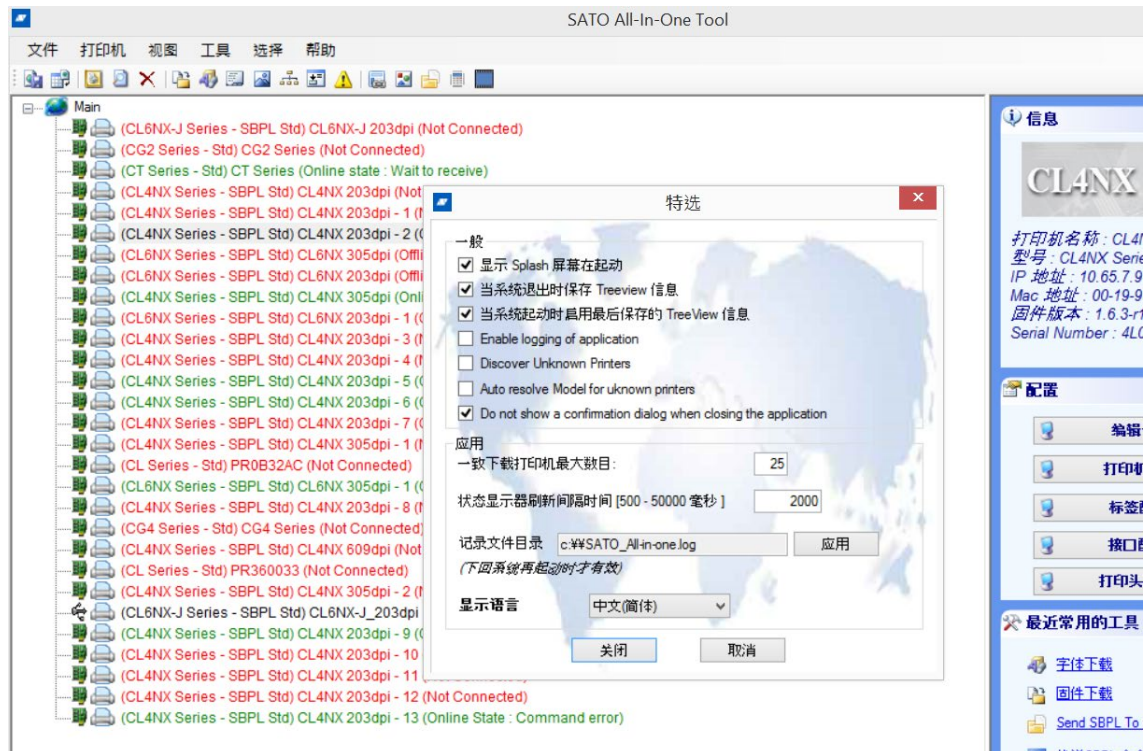 SATO All-In-One Tool
文件 打印机 视图 工具 选择 帮助
Main
(CL6NX-J Series - SBPL Std) CL6NX-J 203dpi (Not Connected)
(CG2 Series - Std) CG2 Series (Not Connected)
(CT Series - Std) CT Series (Online state : Wait to receive)
(CL4NX Series - SBPL Std) CL4NX 203dpi (Not
(CL4NX Series - SBPL Std) CL4NX 203dpi - 1 (
(CL4NX Series - SBPL Std) CL4NX 203dpi - 2 (
(CL6NX Series - SBPL Std) CL6NX 305dpi (Offli
(CL6NX Series - SBPL Std) CL6NX 203dpi (Offli
(CL4NX Series - SBPL Std) CL4NX 305dpi (Onli
(CL6NX Series - SBPL Std) CL6NX 203dpi - 1 (
(CL4NX Series - SBPL Std) CL4NX 203dpi - 3 (
(CL4NX Series - SBPL Std) CL4NX 203dpi - 4 (
(CL4NX Series - SBPL Std) CL4NX 203dpi - 5 (
(CL4NX Series - SBPL Std) CL4NX 203dpi - 6 (
(CL4NX Series - SBPL Std) CL4NX 203dpi - 7 (
(CL4NX Series - SBPL Std) CL4NX 305dpi - 1 (
(CL Series - Std) PR0B32AC (Not Connected)
(CL6NX Series - SBPL Std) CL6NX 305dpi - 1 (
(CL4NX Series - SBPL Std) CL4NX 203dpi - 8 (
(CG4 Series - Std) CG4 Series (Not Connected)
(CL4NX Series - SBPL Std) CL4NX 609dpi (Not
(CL Series - Std) PR360033 (Not Connected)
(CL4NX Series - SBPL Std) CL4NX 305dpi - 2 (
(CL6NX-J Series - SBPL Std) CL6NX-J_203dpi
(CL4NX Series - SBPL Std) CL4NX 203dpi - 9 (
(CL4NX Series - SBPL Std) CL4NX 203dpi - 10
(CL4NX Series - SBPL Std) CL4NX 203dpi - 11
(CL4NX Series - SBPL Std) CL4NX 203dpi - 12 (Not Connected)
(CL4NX Series - SBPL Std) CL4NX 203dpi - 13 (Online State : Command error)
特选
一般
显示 Splash 屏幕在起动
当系统退出时保存 Treeview 信息
当系统起动时启用最后保存的 TreeView 信息
Enable logging of application
Discover Unknown Printers
Auto resolve Model for uknown printers
Do not show a confirmation dialog when closing the application
应用
一致下载打印机最大数目: 25
状态显示器刷新间隔时间 [500 - 50000 毫秒 ] 2000
记录文件目录 c:¥¥SATO_All-in-one.log 应用
(下回系统再起动时才有效)
显示语言 中文(简体)
关闭 取消
信息
CL4NX
打印机名称 : CL4N
型号 : CL4NX Serie
IP 地址 : 10.65.7.9
Mac 地址 : 00-19-9
固件版本 : 1.6.3-r1
Serial Number : 4L0
配置
编辑
打印机
标签
接口
打印头
最近常用的工具
字体下载
固件下载
Send SBPL To